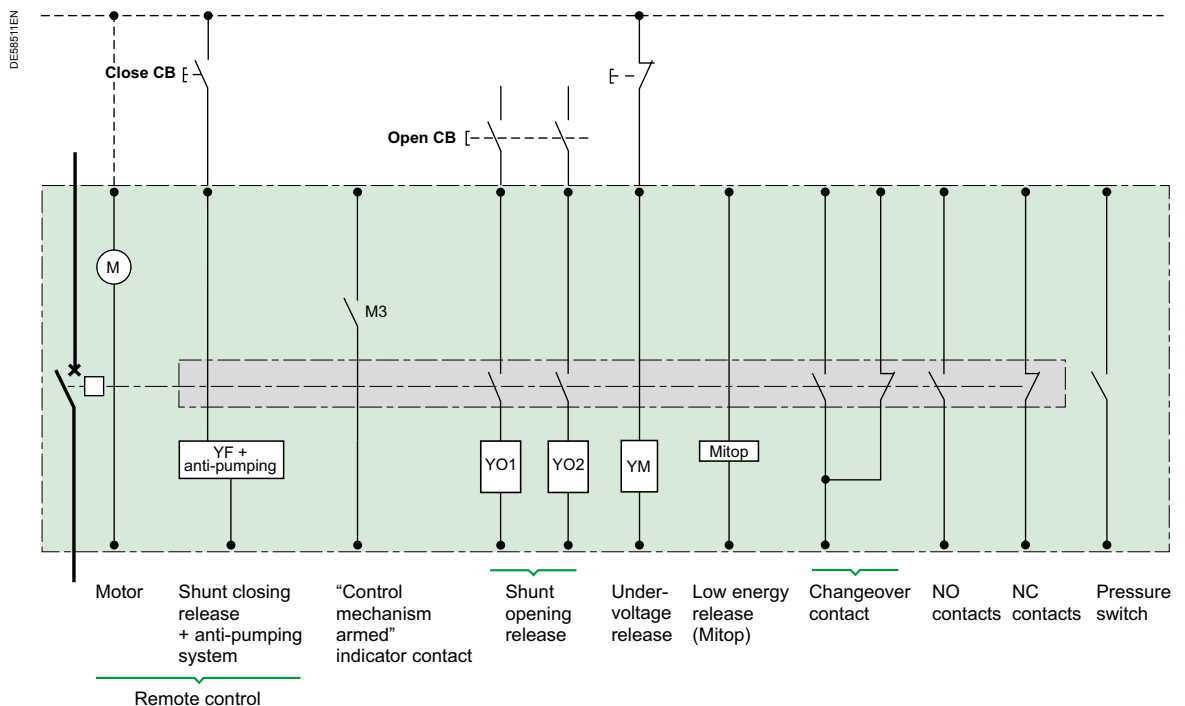 DE58511EN
Close CB
Open CB
M
M3
YF +
anti-pumping
YO1
YO2
YM
Mitop
Motor
Shunt closing
release
+ anti-pumping
system
“Control
mechanism
armed”
indicator contact
Shunt
opening
release
Under-
voltage
release
Low energy
release
(Mitop)
Changeover
contact
NO
contacts
NC
contacts
Pressure
switch
Remote control